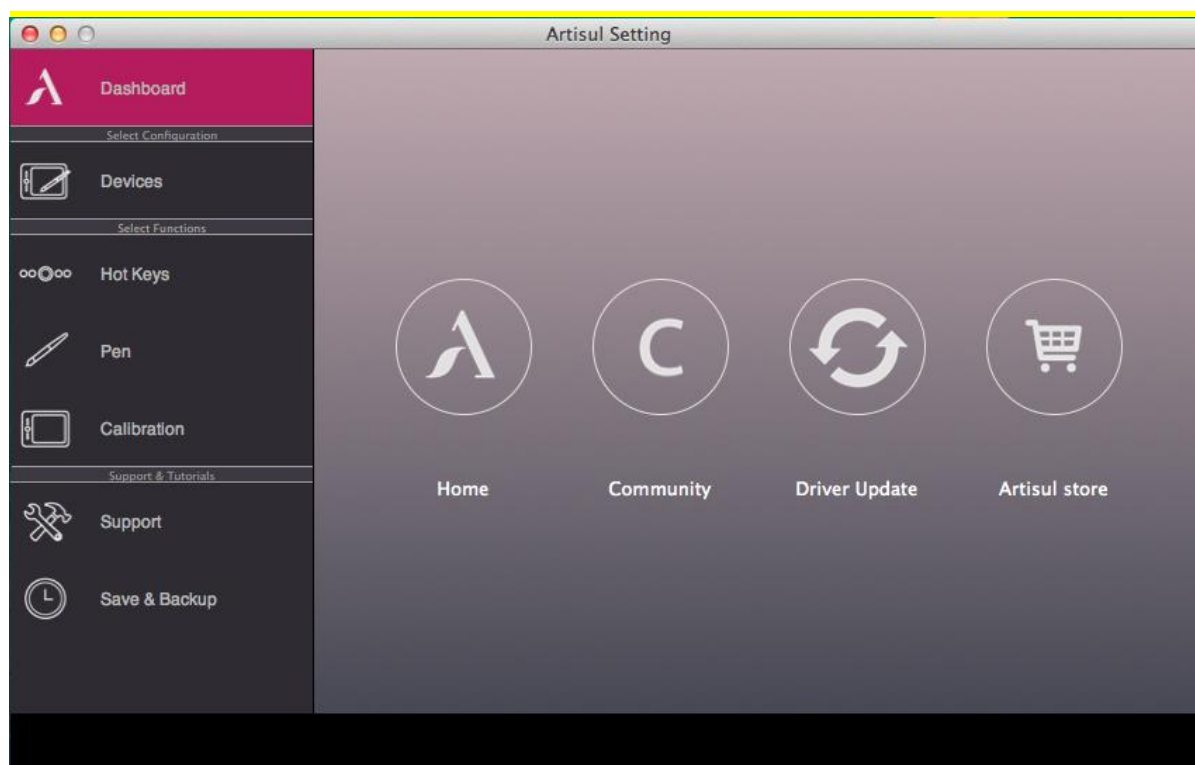 Artisul Setting
Dashboard
Select Configuration
Devices
Select Functions
Hot Keys
Pen
Calibration
Support & Tutorials
Support
Save & Backup
C
Home
Community
Driver Update
Artisul store